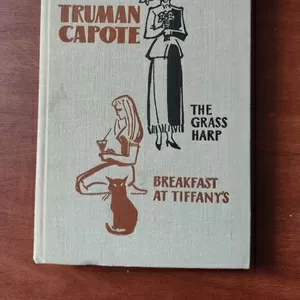 TRUMAN
CAPOTE
THE
GRASS
HARP
BREAKFAST
AT TIFFANY'S